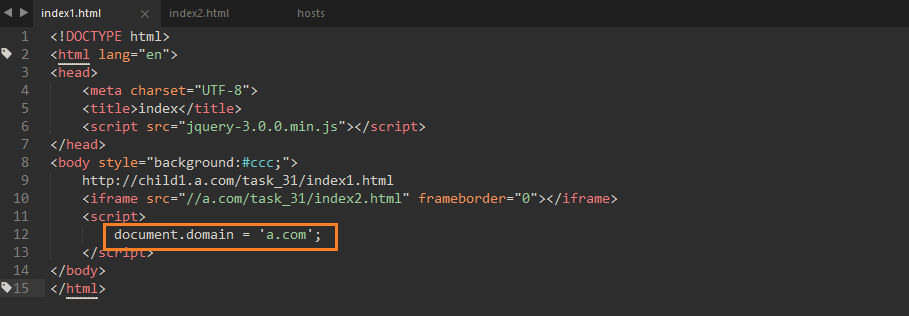 index1.html × index2.html hosts
1 <!DOCTYPE html>
2 <html lang="en">
3 <head>
4 <meta charset="UTF-8">
5 <title>index</title>
6 <script src="jquery-3.0.0.min.js"></script>
7 </head>
8 <body style="background:#ccc;">
9 http://child1.a.com/task_31/index1.html
10 <iframe src="//a.com/task_31/index2.html" frameborder="0"></iframe>
11 <script>
12 document.domain = 'a.com';
13 </script>
14 </body>
15 </html>